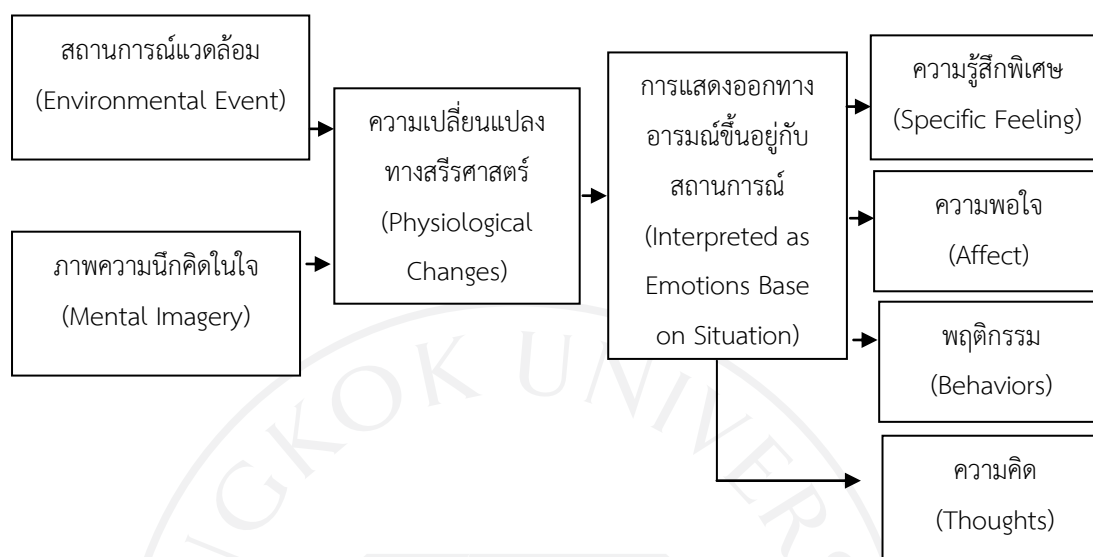 สถานการณ์แวดล้อม
(Environmental Event)
ภาพความนึกคิดในใจ
(Mental Imagery)
ความเปลี่ยนแปลง
ทางสรีรศาสตร์
(Physiological
Changes)
การแสดงออกทาง
อารมณ์ขึ้นอยู่กับ
สถานการณ์
(Interpreted as
Emotions Base
on Situation)
ความรู้สึกพิเศษ
(Specific Feeling)
ความพอใจ
(Affect)
พฤติกรรม
(Behaviors)
ความคิด
(Thoughts)
NGKOK UNIVER